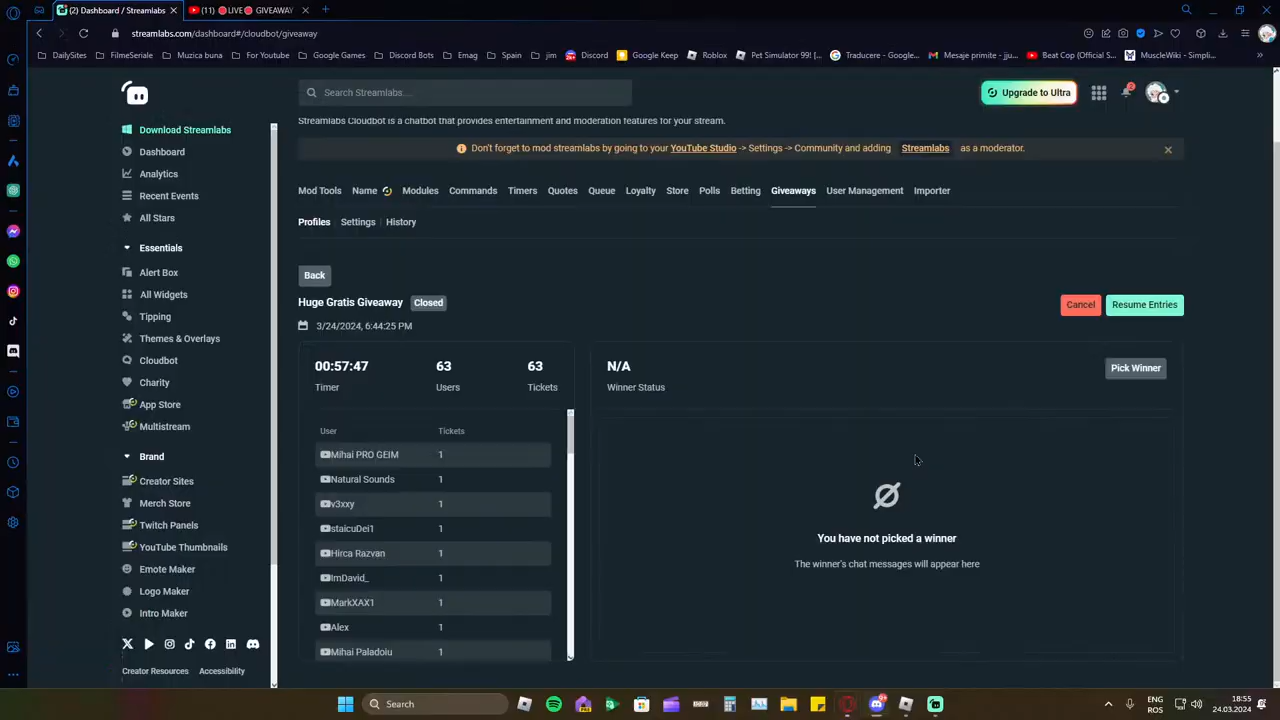 (2) Dashboard / Streamlabs
(11) 🔴LIVE🔴 GIVEAWAY
streamlabs.com/dashboard#/cloudbot/giveaway
DailySites
FilmeSeriale
Muzica buna
For Youtube
Google Games
Discord Bots
Emag
Spain
jim
Discord
Google Keep
Roblox
Pet Simulator 99! [...
Traducere - Google...
Mesaje primite - jju...
Beat Cop (Official S...
MuscleWiki - Simpli...
Search Streamlabs....
Upgrade to Ultra
Streamlabs Cloudbot is a chatbot that provides entertainment and moderation features for your stream.
Don't forget to mod streamlabs by going to your YouTube Studio -> Settings -> Community and adding Streamlabs as a moderator.
Mod Tools
Name
Modules
Commands
Timers
Quotes
Queue
Loyalty
Store
Polls
Betting
Giveaways
User Management
Importer
Profiles
Settings
History
Download Streamlabs
Dashboard
Analytics
Recent Events
All Stars
Essentials
Alert Box
All Widgets
Tipping
Themes & Overlays
Cloudbot
Charity
App Store
Multistream
Brand
Creator Sites
Merch Store
Twitch Panels
YouTube Thumbnails
Emote Maker
Logo Maker
Intro Maker
Creator Resources
Accessibility
Back
Huge Gratis Giveaway Closed
Cancel
Resume Entries
3/24/2024, 6:44:25 PM
00:57:47 63 63
Timer Users Tickets
User Tickets
Mihai PRO GEIM 1
Natural Sounds 1
v3xxy 1
staicuDei1 1
Hirca Razvan 1
ImDavid_ 1
MarkXAX1 1
Alex 1
Mihai Paladoiu 1
N/A
Winner Status
Pick Winner
You have not picked a winner
The winner's chat messages will appear here
Search
ENG
ROS
18:55
24.03.2024